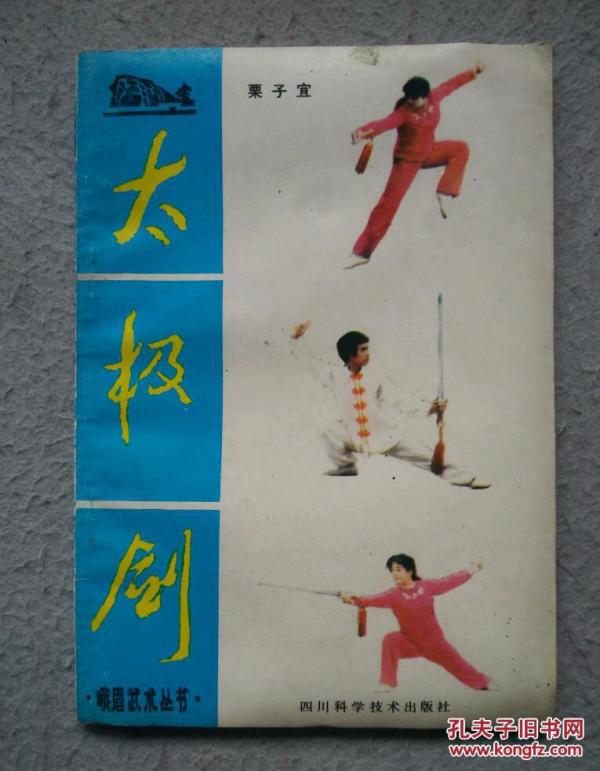 栗子宜
太
极
剑
·峨眉武术丛书·
四川科学技术出版社
孔夫子旧书网
www.kongfz.com